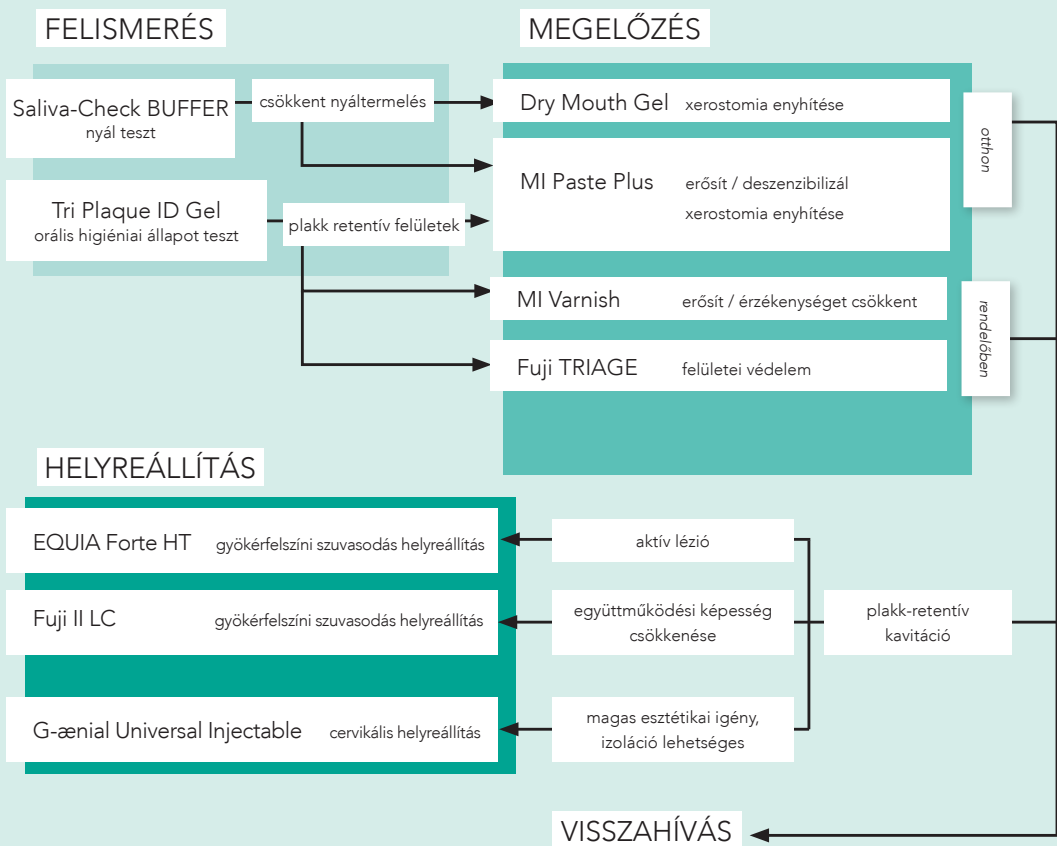 FELISMERÉS
Saliva-Check BUFFER
nyál teszt
csökkent nyáltermelés
Tri Plaque ID Gel
orális higiéniai állapot teszt
plakk retentív felületek
MEGELŐZÉS
Dry Mouth Gel xerostomia enyhítése
MI Paste Plus erősít / deszenzibilizál
xerostomia enyhítése
otthon
MI Varnish erősít / érzékenységet csökkent
Fuji TRIAGE felületei védelem
rendelőben
HELYREÁLLÍTÁS
EQUIA Forte HT gyökérfelszíni szuvasodás helyreállítás
Fuji II LC gyökérfelszíni szuvasodás helyreállítás
G-ænial Universal Injectable cervikális helyreállítás
aktív lézió
együttműködési képesség
csökkenése
magas esztétikai igény,
izoláció lehetséges
plakk-retentív
kavitáció
VISSZAHÍVÁS